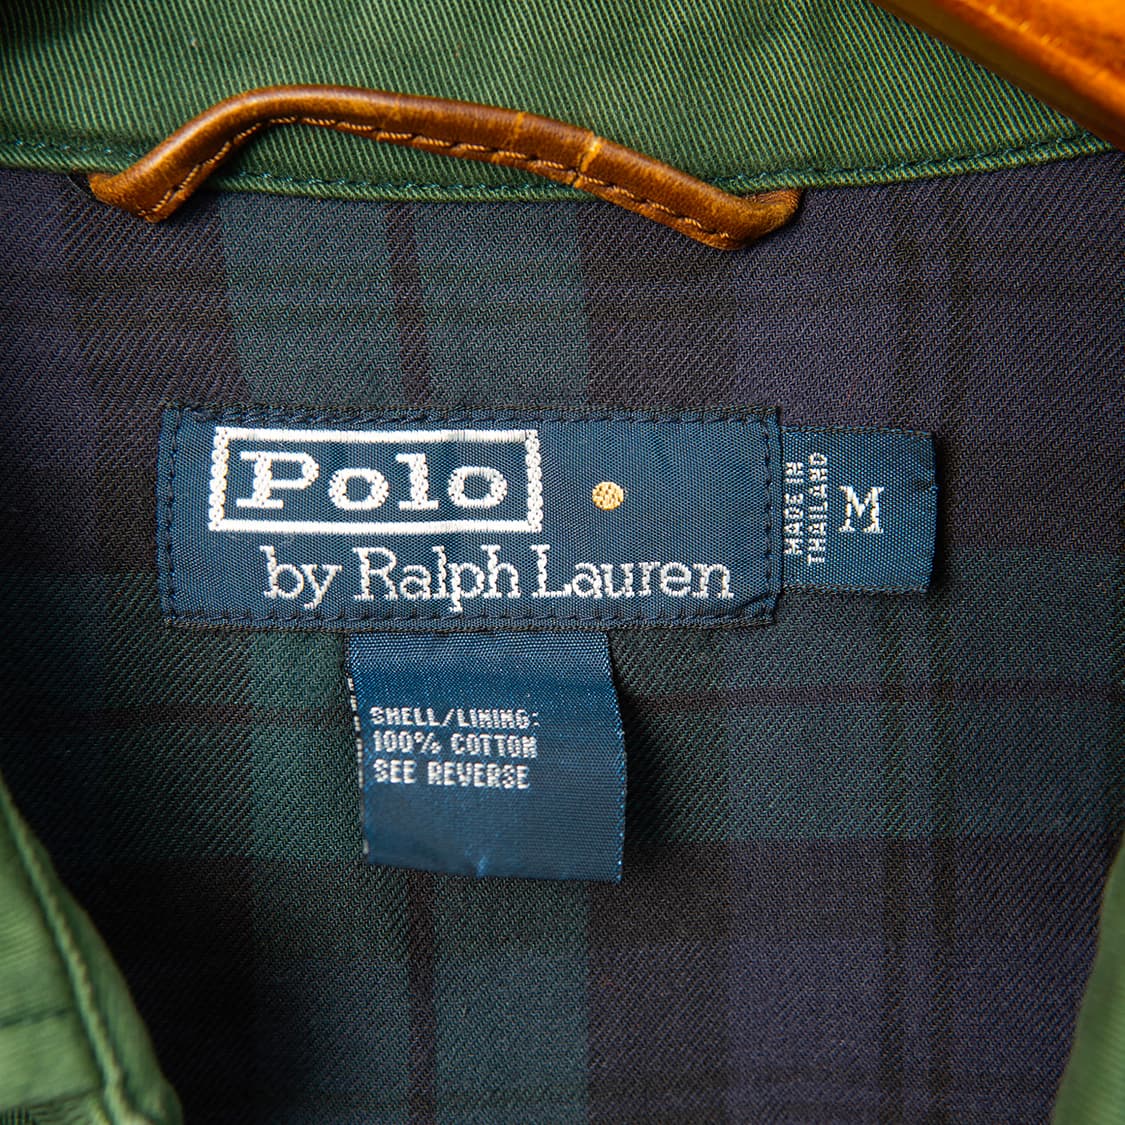 Polo
by Ralph Lauren
MADE IN
THAILAND
M
SHELL/LINING:
100% COTTON
SEE REVERSE